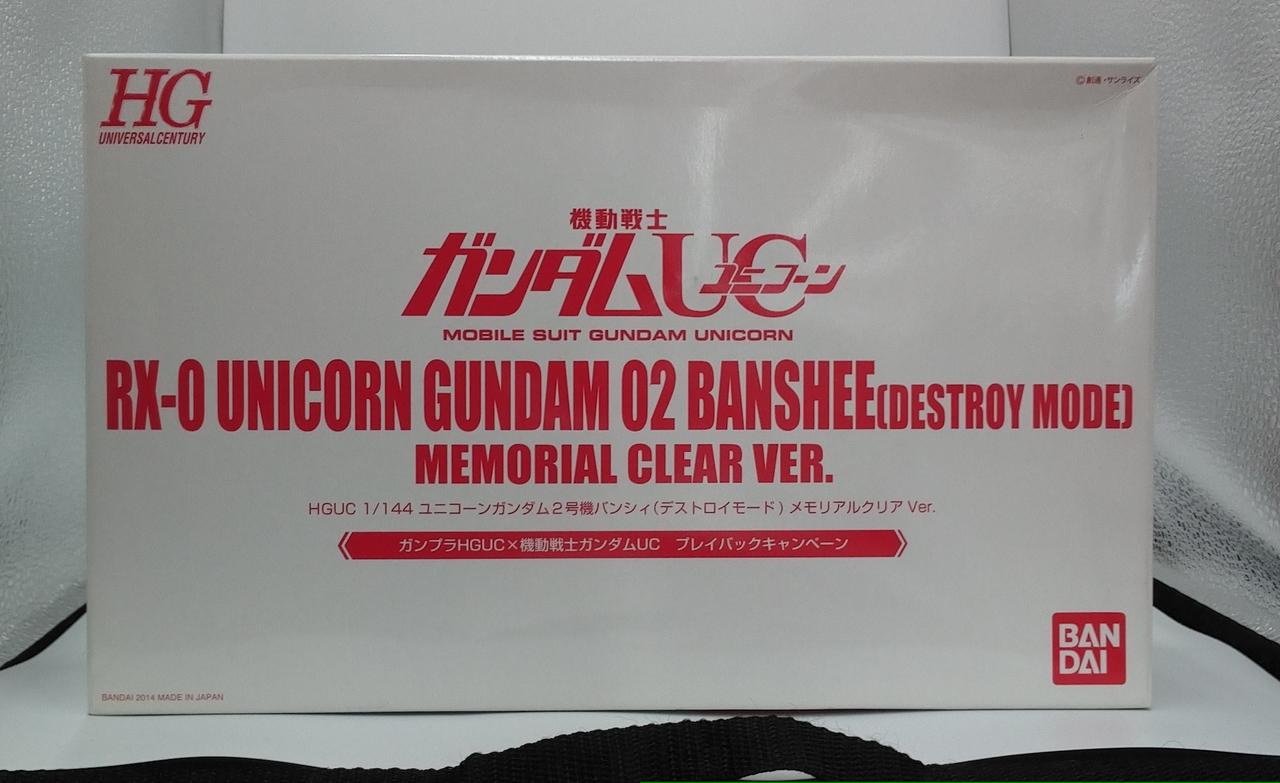 HG
UNIVERSAL CENTURY
©創通・サンライズ
機動戦士
ガンダムUC
ユニコーン
MOBILE SUIT GUNDAM UNICORN
RX-0 UNICORN GUNDAM 02 BANSHEE(DESTROY MODE)
MEMORIAL CLEAR VER.
HGUC 1/144 ユニコーンガンダム2号機バンシィ(デストロイモード) メモリアルクリア Ver.
ガンプラHGUC×機動戦士ガンダムUC プレイバックキャンペーン
BAN
DAI
BANDAI 2014 MADE IN JAPAN